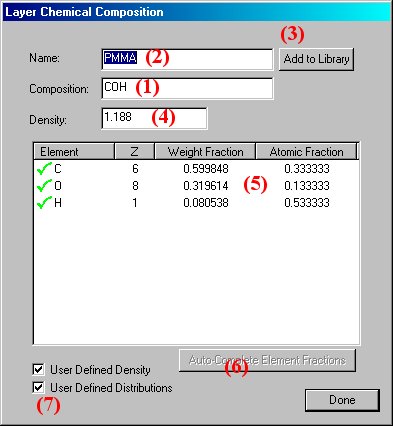 Layer Chemical Composition
(3)
Name: PMMA (2) Add to Library
Composition: COH (1)
Density: 1.188 (4)
Element Z Weight Fraction Atomic Fraction
C 6 0.599848 0.333333
O 8 0.319614 (5) 0.133333
H 1 0.080538 0.533333
Auto-Complete Element Fractions
(6)
User Defined Density
User Defined Distributions
(7) Done